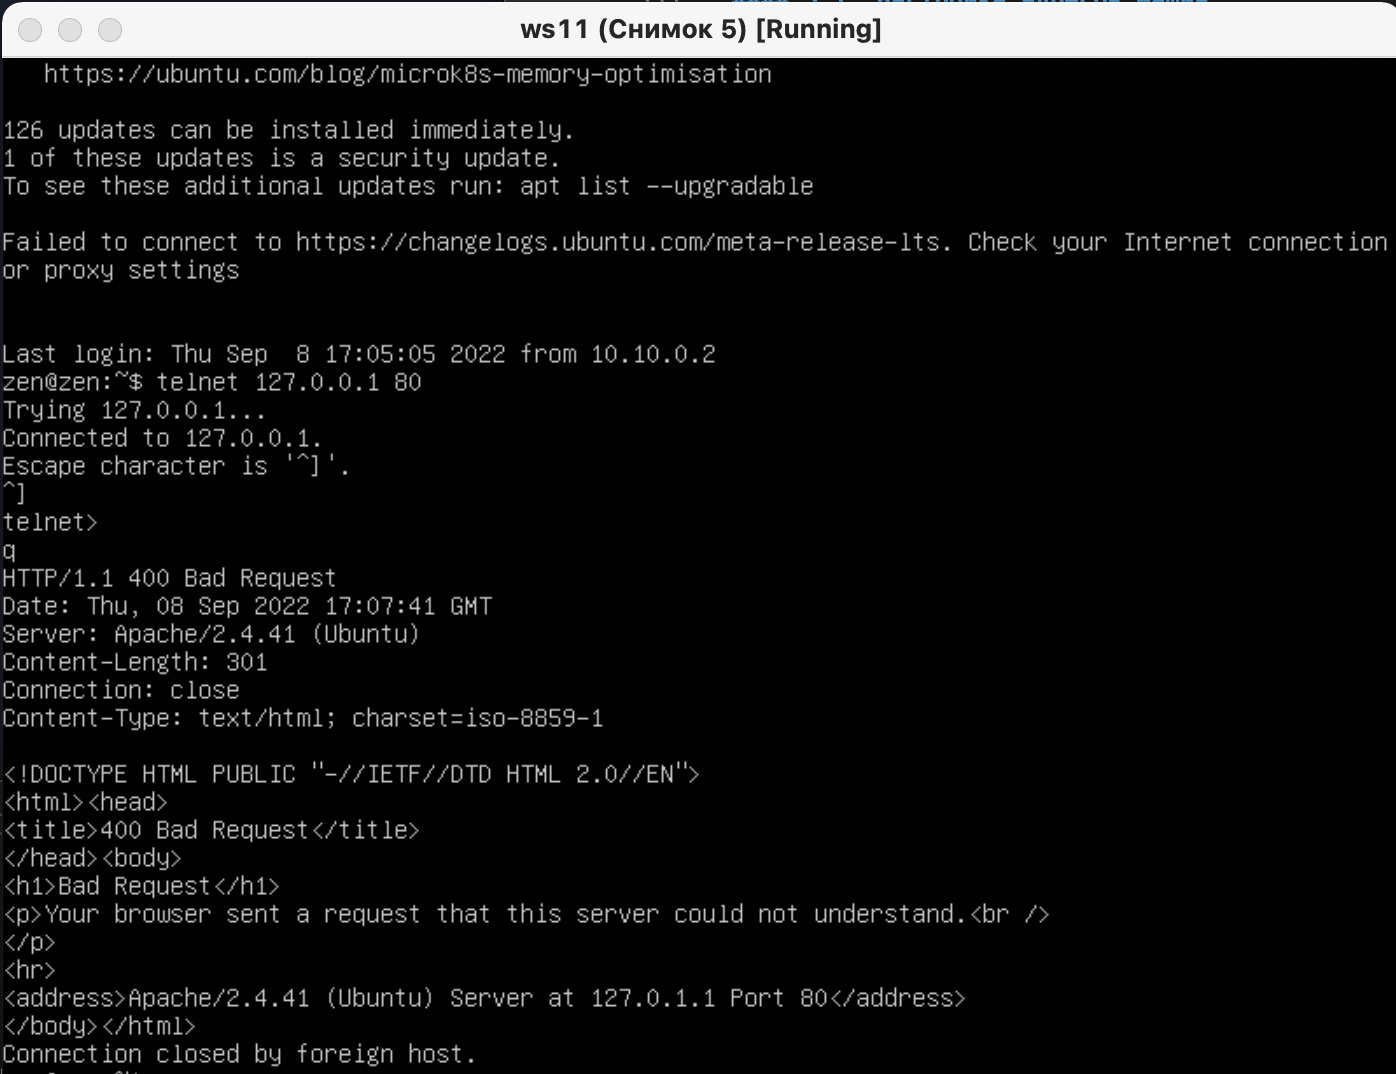 ws11 (Снимок 5) [Running]
https://ubuntu.com/blog/microk8s-memory-optimisation
126 updates can be installed immediately.
1 of these updates is a security update.
To see these additional updates run: apt list --upgradable
Failed to connect to https://changelogs.ubuntu.com/meta-release-lts. Check your Internet connection
or proxy settings
Last login: Thu Sep  8 17:05:05 2022 from 10.10.0.2
zen@zen:~$ telnet 127.0.0.1 80
Trying 127.0.0.1...
Connected to 127.0.0.1.
Escape character is '^]'.
^]
telnet>
q
HTTP/1.1 400 Bad Request
Date: Thu, 08 Sep 2022 17:07:41 GMT
Server: Apache/2.4.41 (Ubuntu)
Content-Length: 301
Connection: close
Content-Type: text/html; charset=iso-8859-1
<!DOCTYPE HTML PUBLIC "-//IETF//DTD HTML 2.0//EN">
<html><head>
<title>400 Bad Request</title>
</head><body>
<h1>Bad Request</h1>
<p>Your browser sent a request that this server could not understand.<br />
</p>
<hr>
<address>Apache/2.4.41 (Ubuntu) Server at 127.0.1.1 Port 80</address>
</body></html>
Connection closed by foreign host.